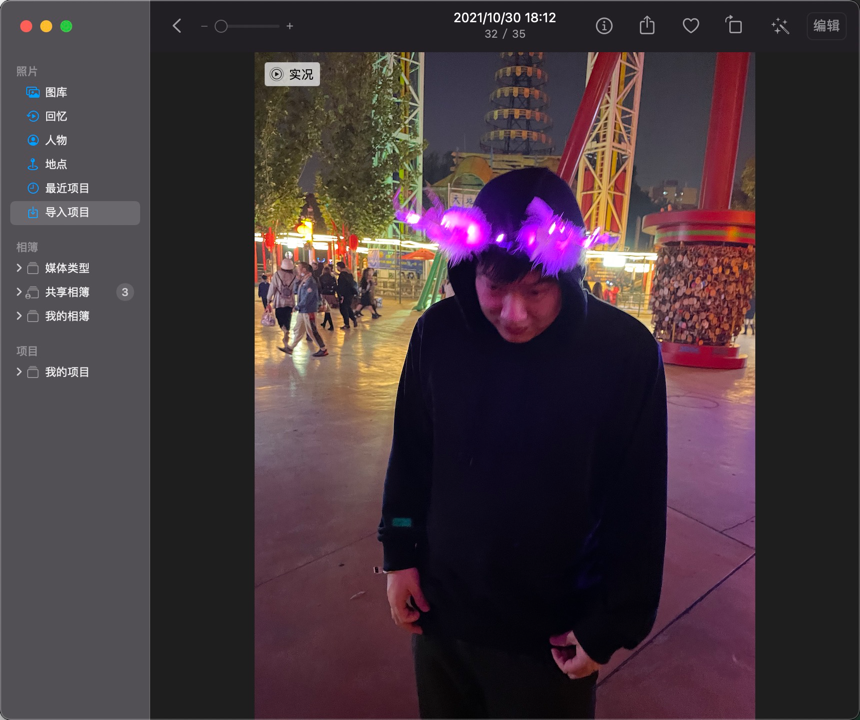 2021/10/30 18:12
32 / 35
编辑
照片
图库
回忆
人物
地点
最近项目
导入项目
相簿
媒体类型
共享相簿
3
我的相簿
项目
我的项目
实况